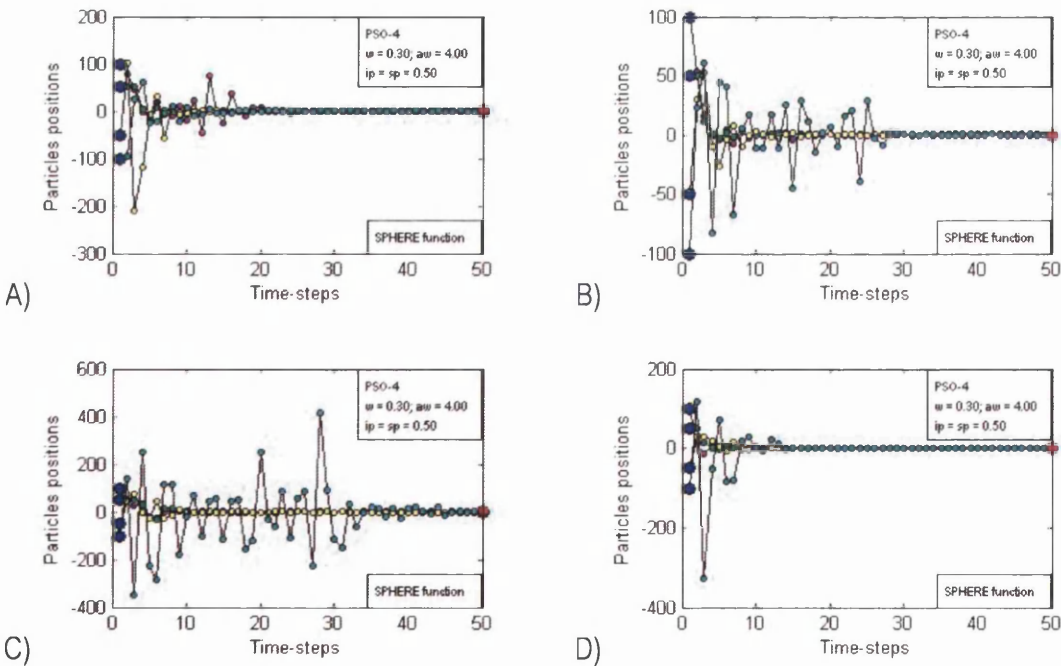 200
100
0
-100
-200
-300
Particles positions
PSO-4
w = 0.30; aw = 4.00
ip = sp = 0.50
SPHERE function
0 10 20 30 40 50
Time-steps
A)
100
50
0
-50
-100
Particles positions
PSO-4
w = 0.30; aw = 4.00
ip = sp = 0.50
SPHERE function
0 10 20 30 40 50
Time-steps
B)
600
400
200
0
-200
-400
Particles positions
PSO-4
w = 0.30; aw = 4.00
ip = sp = 0.50
SPHERE function
0 10 20 30 40 50
Time-steps
C)
200
0
-200
-400
Particles positions
PSO-4
w = 0.30; aw = 4.00
ip = sp = 0.50
SPHERE function
0 10 20 30 40 50
Time-steps
D)